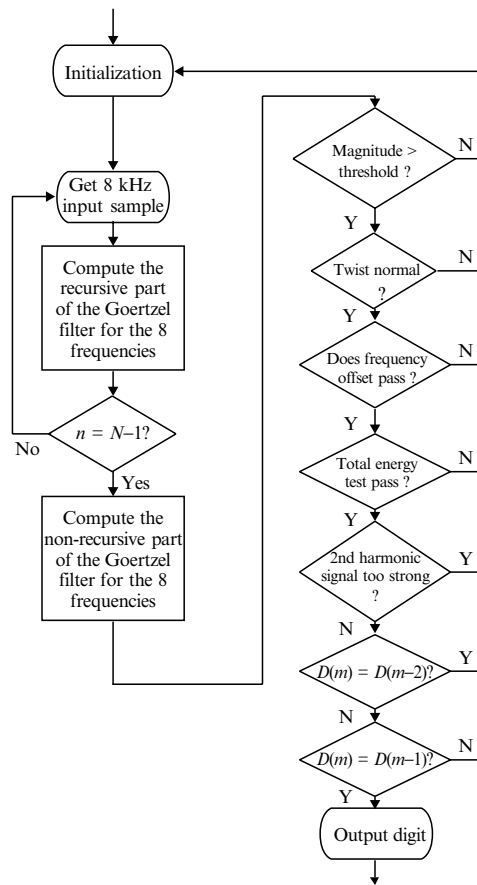 Initialization
Get 8 kHz
input sample
Compute the
recursive part
of the Goertzel
filter for the 8
frequencies
n = N–1?
No
Yes
Compute the
non-recursive part
of the Goertzel
filter for the 8
frequencies
Magnitude >
threshold ?
N
Y
Twist normal
?
N
Y
Does frequency
offset pass ?
N
Y
Total energy
test pass ?
N
Y
2nd harmonic
signal too strong
?
Y
N
D(m) = D(m–2)?
Y
N
D(m) = D(m–1)?
N
Y
Output digit